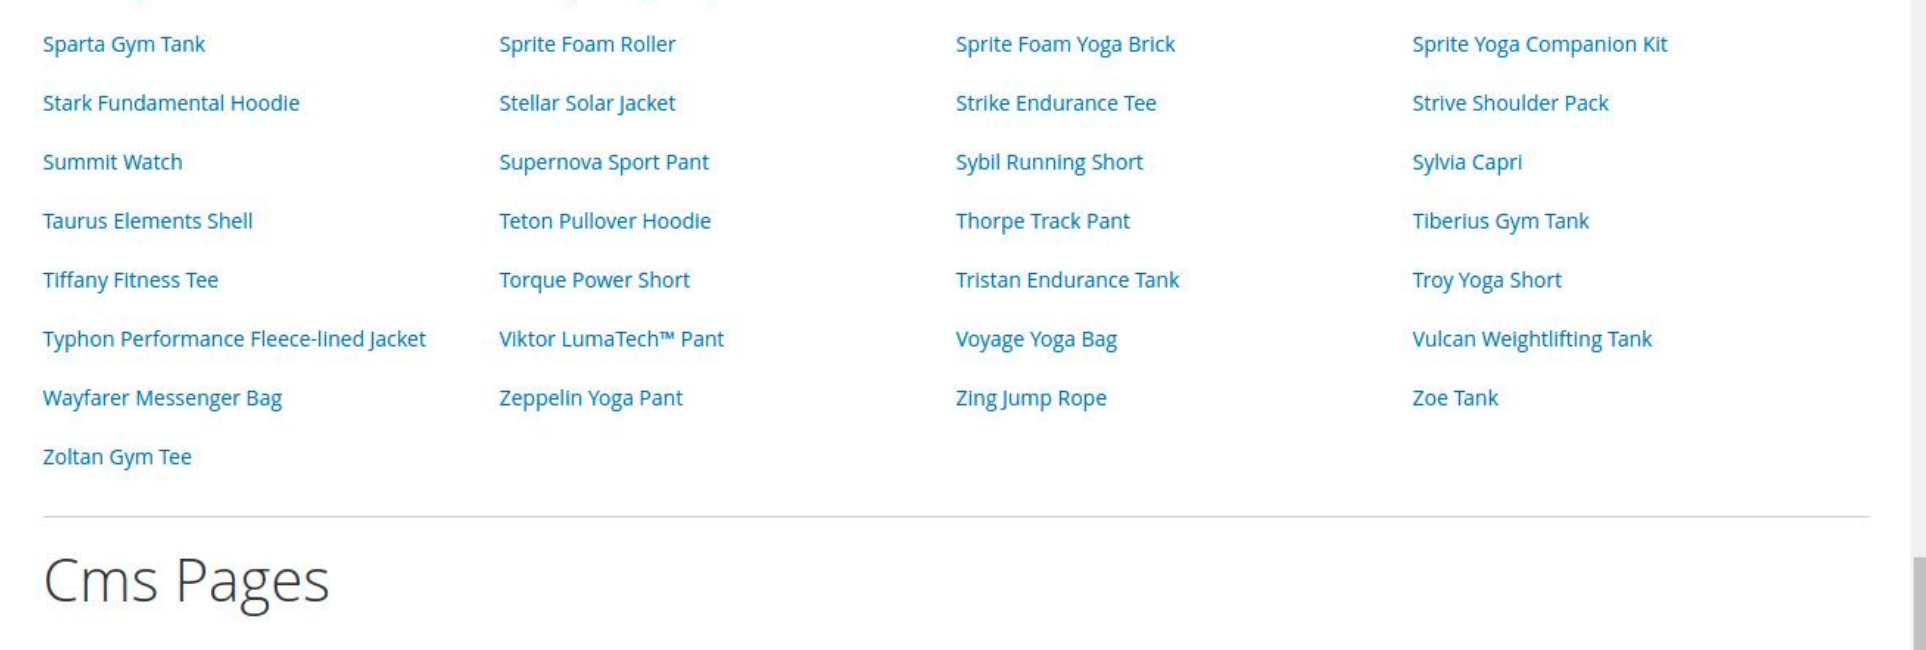 Sparta Gym Tank Sprite Foam Roller Sprite Foam Yoga Brick Sprite Yoga Companion Kit
Stark Fundamental Hoodie Stellar Solar Jacket Strike Endurance Tee Strive Shoulder Pack
Summit Watch Supernova Sport Pant Sybil Running Short Sylvia Capri
Taurus Elements Shell Teton Pullover Hoodie Thorpe Track Pant Tiberius Gym Tank
Tiffany Fitness Tee Torque Power Short Tristan Endurance Tank Troy Yoga Short
Typhon Performance Fleece-lined Jacket Viktor LumaTech™ Pant Voyage Yoga Bag Vulcan Weightlifting Tank
Wayfarer Messenger Bag Zeppelin Yoga Pant Zing Jump Rope Zoe Tank
Zoltan Gym Tee
Cms Pages